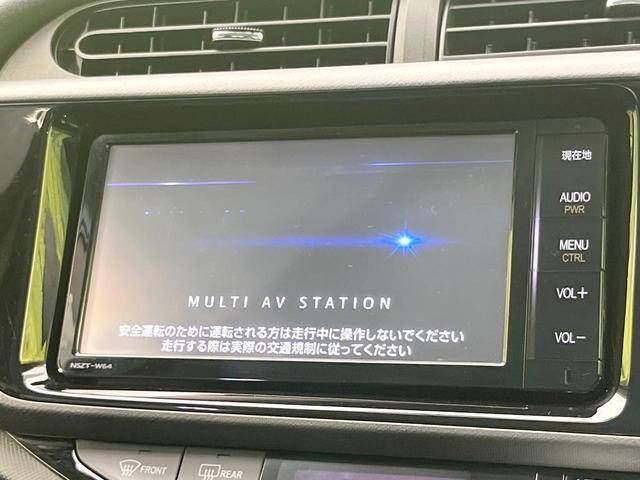 現在地
AUDIO
PWR
MENU
CTRL
VOL+
VOL-
MULTI AV STATION
安全運転のために運転される方は走行中に操作しないでください
走行する際は実際の交通規制に従ってください
NSZT-W64
FRONT
REAR